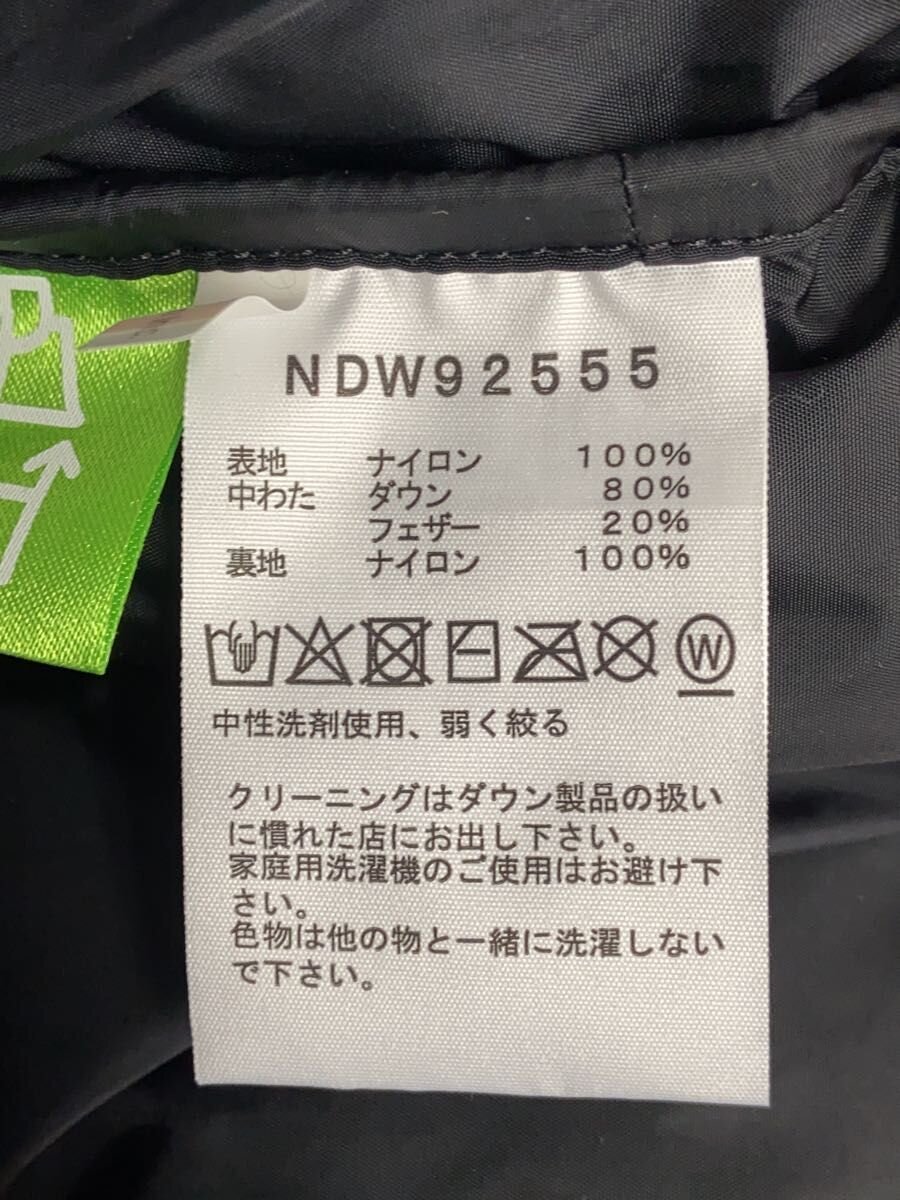 NDW92555
表地 ナイロン 100%
中わた ダウン 80%
フェザー 20%
裏地 ナイロン 100%
W
中性洗剤使用、弱く絞る
クリーニングはダウン製品の扱い
に慣れた店にお出し下さい。
家庭用洗濯機のご使用はお避け下
さい。
色物は他の物と一緒に洗濯しない
で下さい。